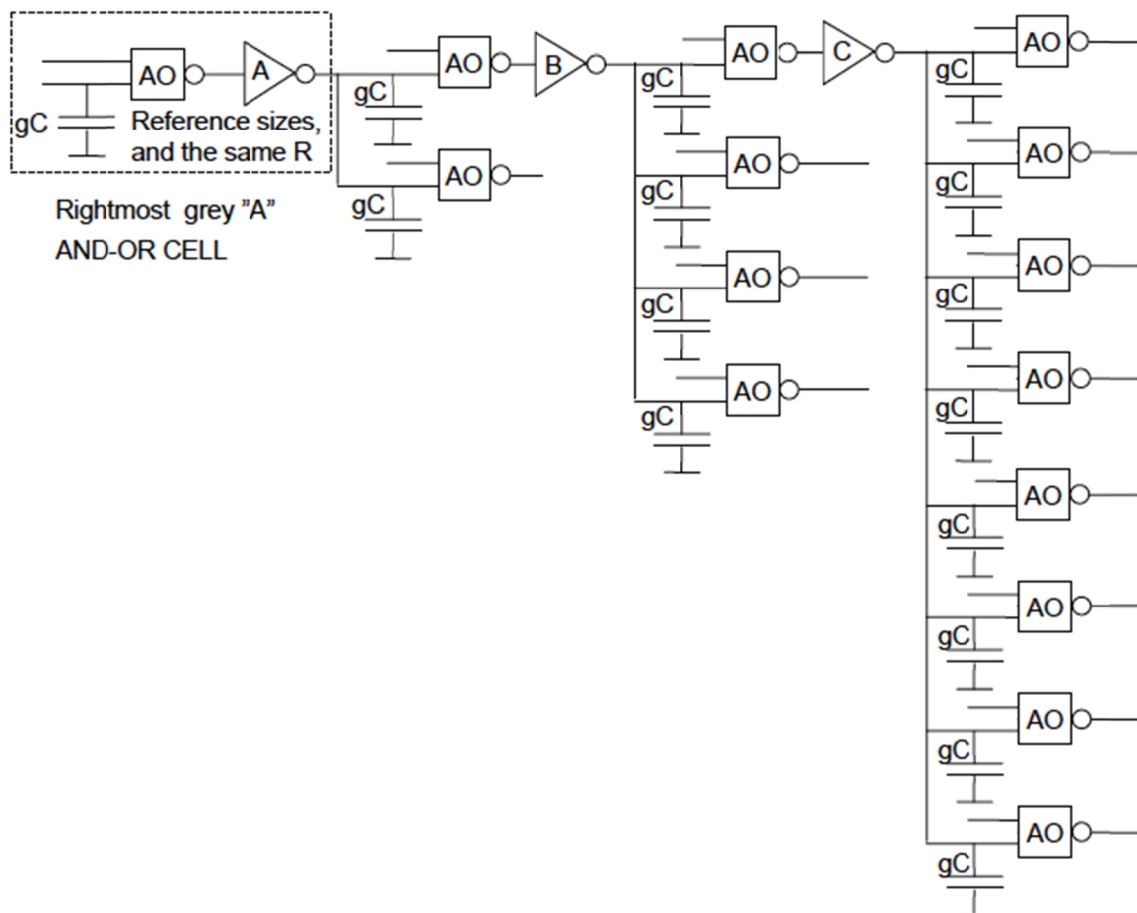 AO
A
gC
Reference sizes,
and the same R
Rightmost grey "A"
AND-OR CELL
AO
B
gC
AO
gC
AO
C
gC
AO
gC
AO
gC
AO
gC
AO
gC
AO
gC
AO
gC
AO
gC
AO
gC
AO
gC
AO
gC
AO
gC